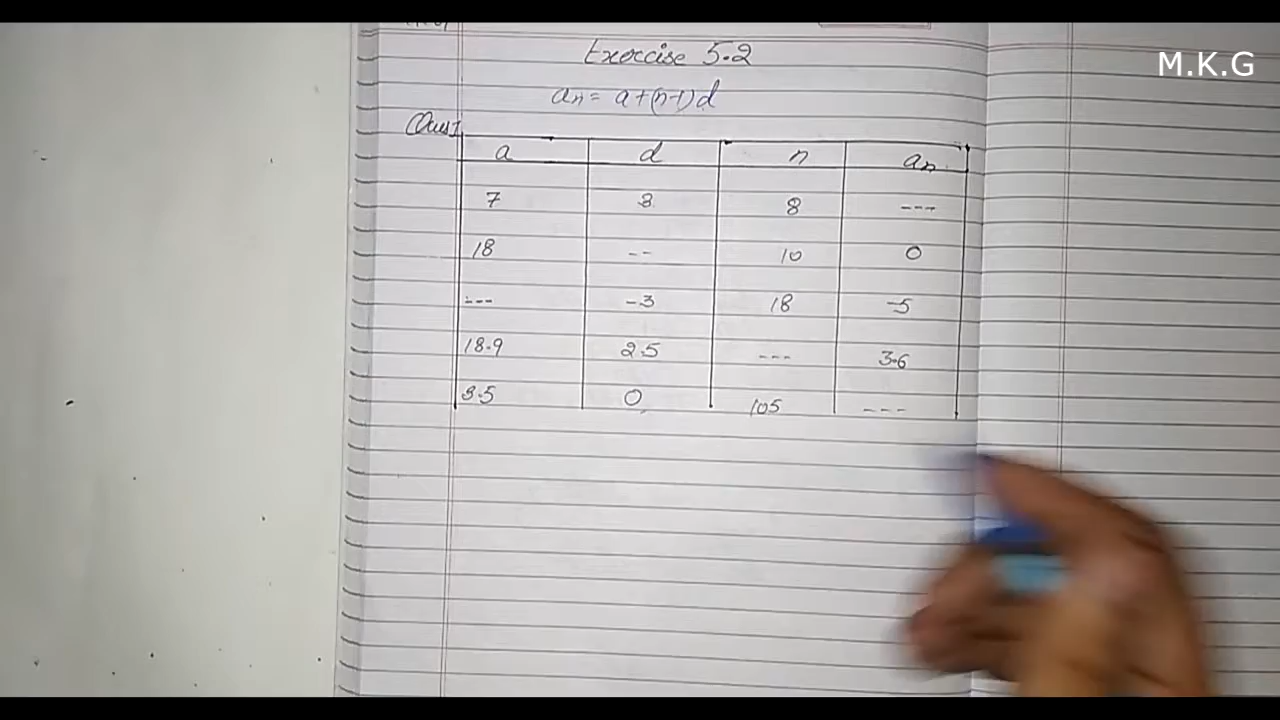 M.K.G
Exercise 5.2
an = a+(n-1)d
Ques1
a d n an
7 3 8 ---
18 -- 10 0
--- -3 18 -5
18.9 2.5 --- 3.6
3.5 0 105 ---